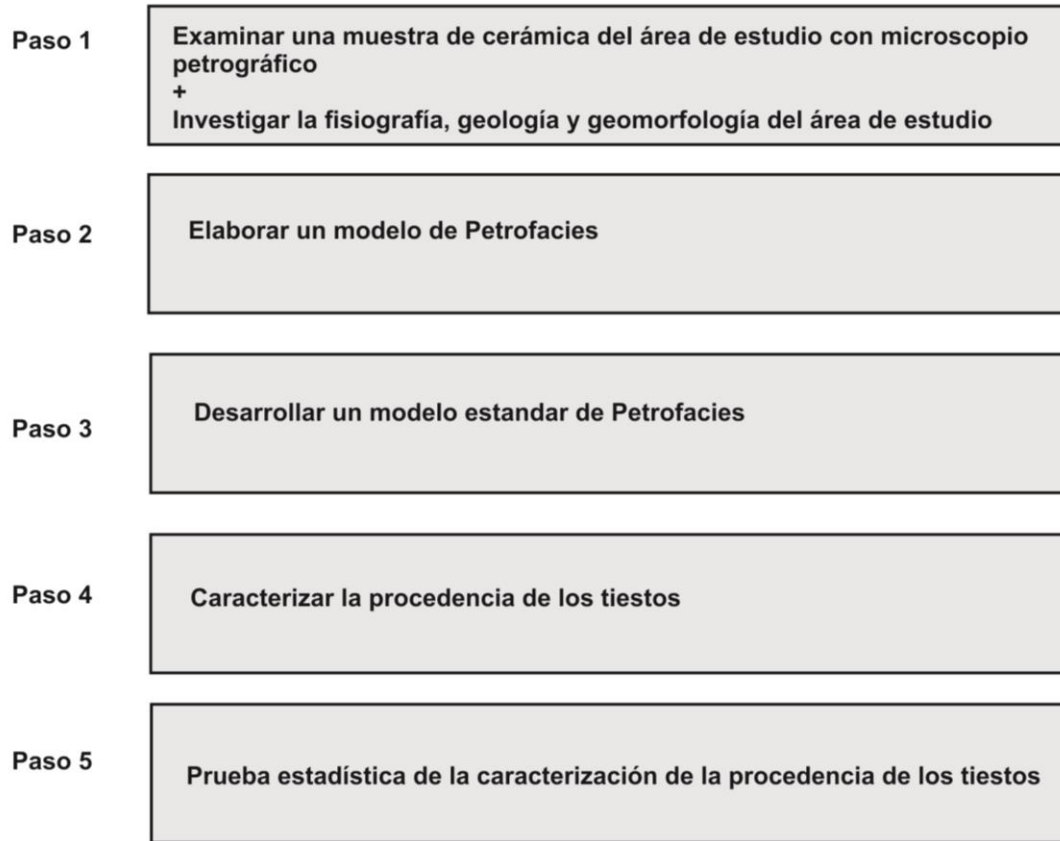 Paso 1
Examinar una muestra de cerámica del área de estudio con microscopio
petrográfico
+
Investigar la fisiografía, geología y geomorfología del área de estudio
Paso 2
Elaborar un modelo de Petrofacies
Paso 3
Desarrollar un modelo estandar de Petrofacies
Paso 4
Caracterizar la procedencia de los tiestos
Paso 5
Prueba estadística de la caracterización de la procedencia de los tiestos